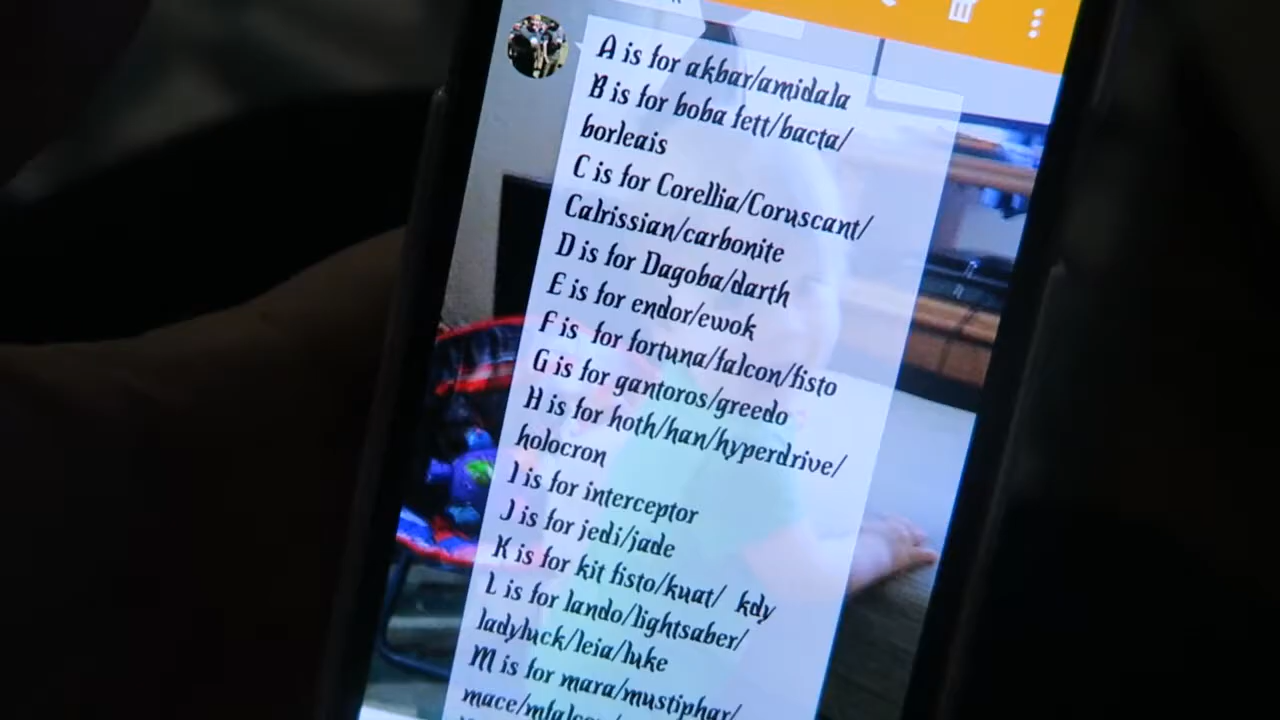 A is for akbar/amidala
B is for boba fett/bacta/
borleais
C is for Corellia/Coruscant/
Calrissian/carbonite
D is for Dagoba/darth
E is for endor/ewok
F is for fortuna/falcon/fisto
G is for gantoros/greedo
H is for hoth/han/hyperdrive/
holocron
I is for interceptor
J is for jedi/jade
K is for kit fisto/kuat/ kdy
L is for lando/lightsaber/
ladyluck/leia/luke
M is for mara/mustiphar/
mace/mfalcon/